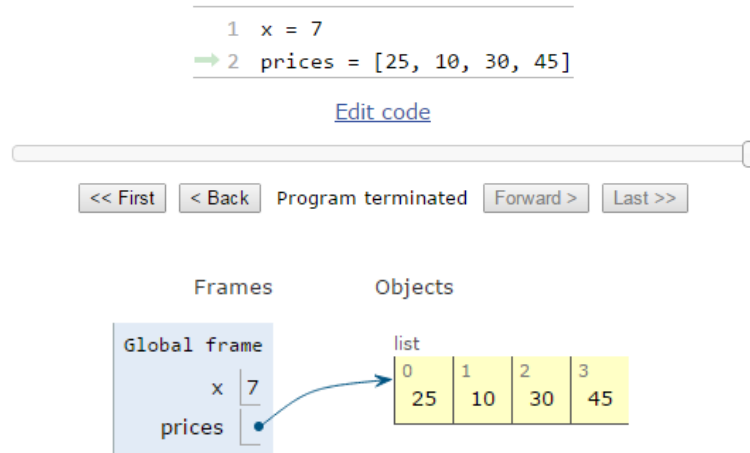 1 x = 7
2 prices = [25, 10, 30, 45]
Edit code
<< First < Back Program terminated Forward > Last >>
Frames Objects
Global frame
x 7
prices
list
0 1 2 3
25 10 30 45